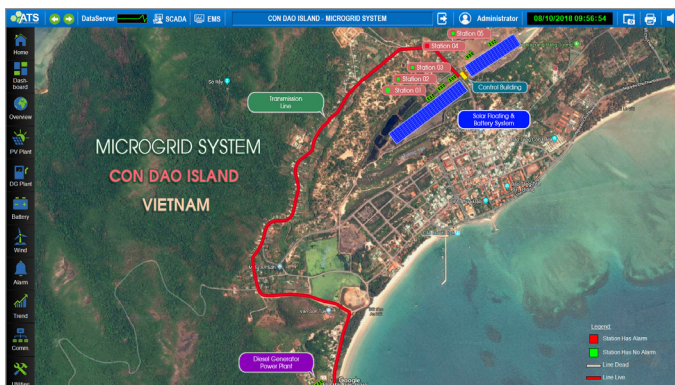 ATS
DataServer
SCADA
EMS
CON DAO ISLAND - MICROGRID SYSTEM
Administrator
08/10/2018 09:56:54
Home
Dash-
board
Overview
PV Plant
DG Plant
Battery
Wind
Alarm
Trend
Comm
Utilities
Station 05
Station 04
Station 03
Station 02
Station 01
Control Building
Solar Floating &
Battery System
Transmission
Line
MICROGRID SYSTEM
CON DAO ISLAND
VIETNAM
Diesel Generator
Power Plant
Google
Legend:
Station Has Alarm
Station Has No Alarm
Line Dead
Line Live